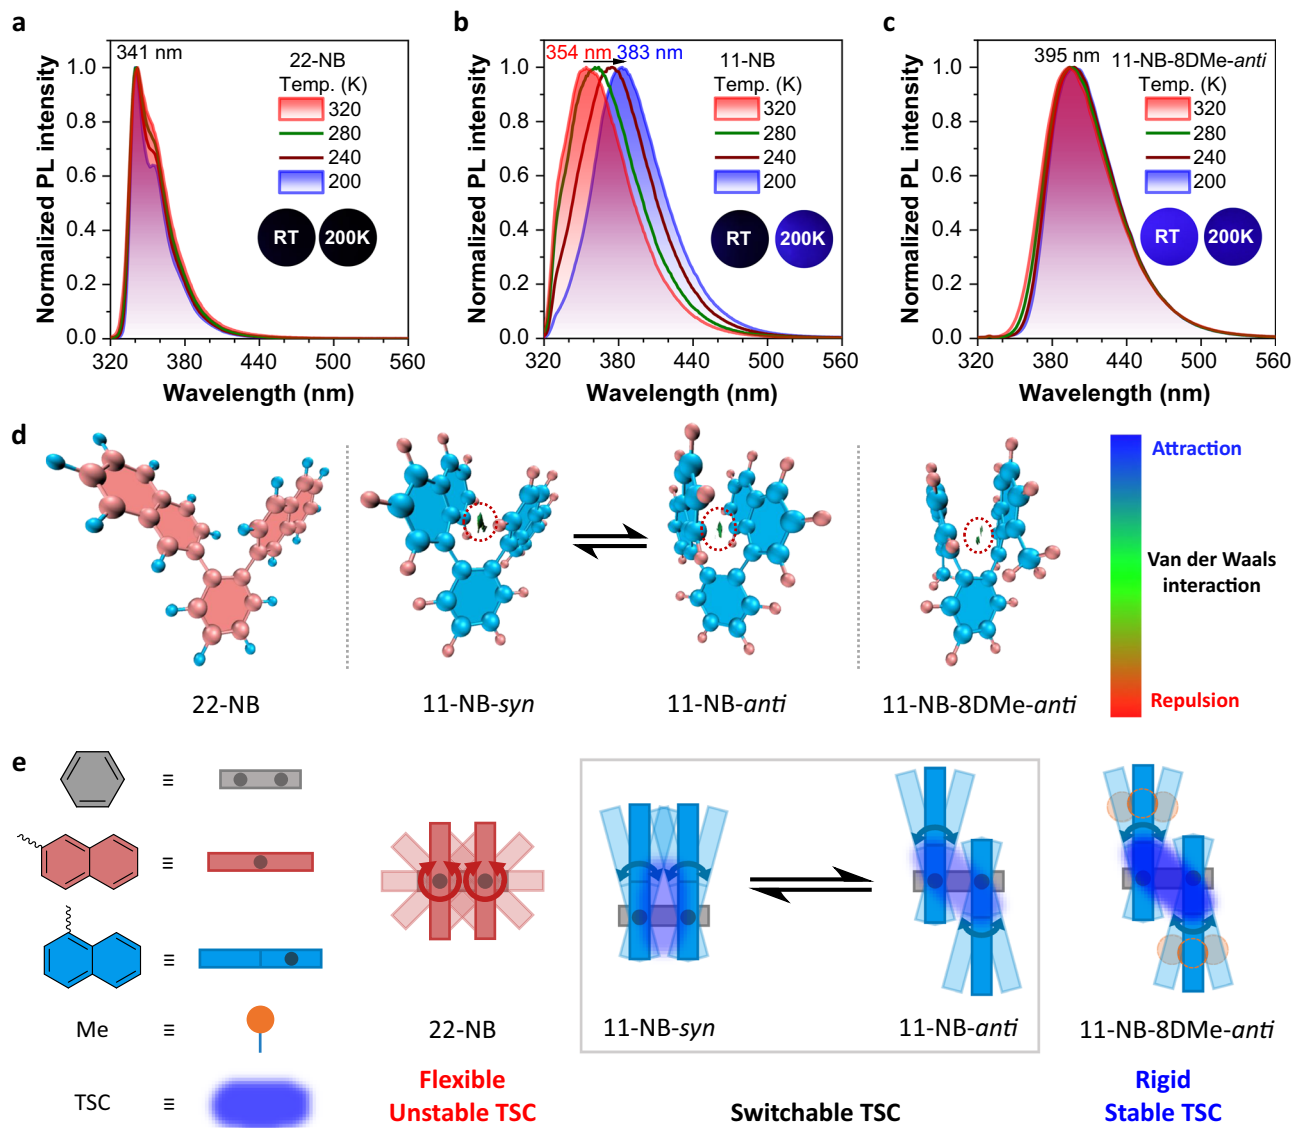 a
341 nm
22-NB
Temp. (K)
320
280
240
200
RT
200K
Normalized PL intensity
1.0
0.8
0.6
0.4
0.2
0.0
320
380
440
500
560
Wavelength (nm)
b
354 nm
383 nm
11-NB
Temp. (K)
320
280
240
200
RT
200K
Normalized PL intensity
1.0
0.8
0.6
0.4
0.2
0.0
320
380
440
500
560
Wavelength (nm)
c
395 nm
11-NB-8DMe-anti
Temp. (K)
320
280
240
200
RT
200K
Normalized PL intensity
1.0
0.8
0.6
0.4
0.2
0.0
320
380
440
500
560
Wavelength (nm)
d
22-NB
11-NB-syn
11-NB-anti
11-NB-8DMe-anti
Attraction
Van der Waals
interaction
Repulsion
e
≡
≡
≡
Me ≡
TSC ≡
22-NB
11-NB-syn
11-NB-anti
11-NB-8DMe-anti
Flexible
Unstable TSC
Switchable TSC
Rigid
Stable TSC